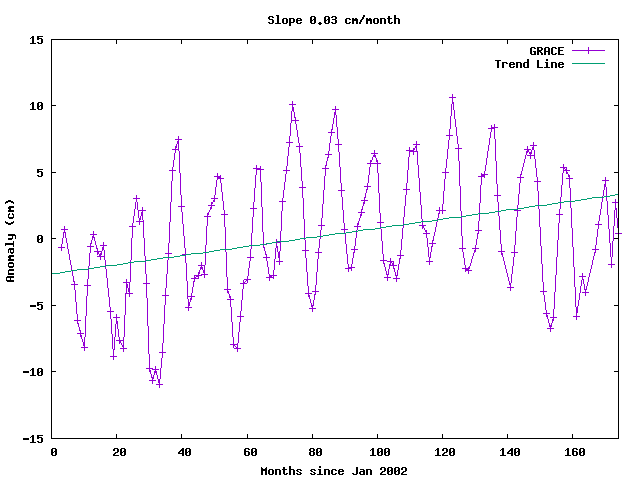 Slope 0.03 cm/month
GRACE
Trend Line
15
10
5
0
-5
-10
-15
Anomaly (cm)
0 20 40 60 80 100 120 140 160
Months since Jan 2002